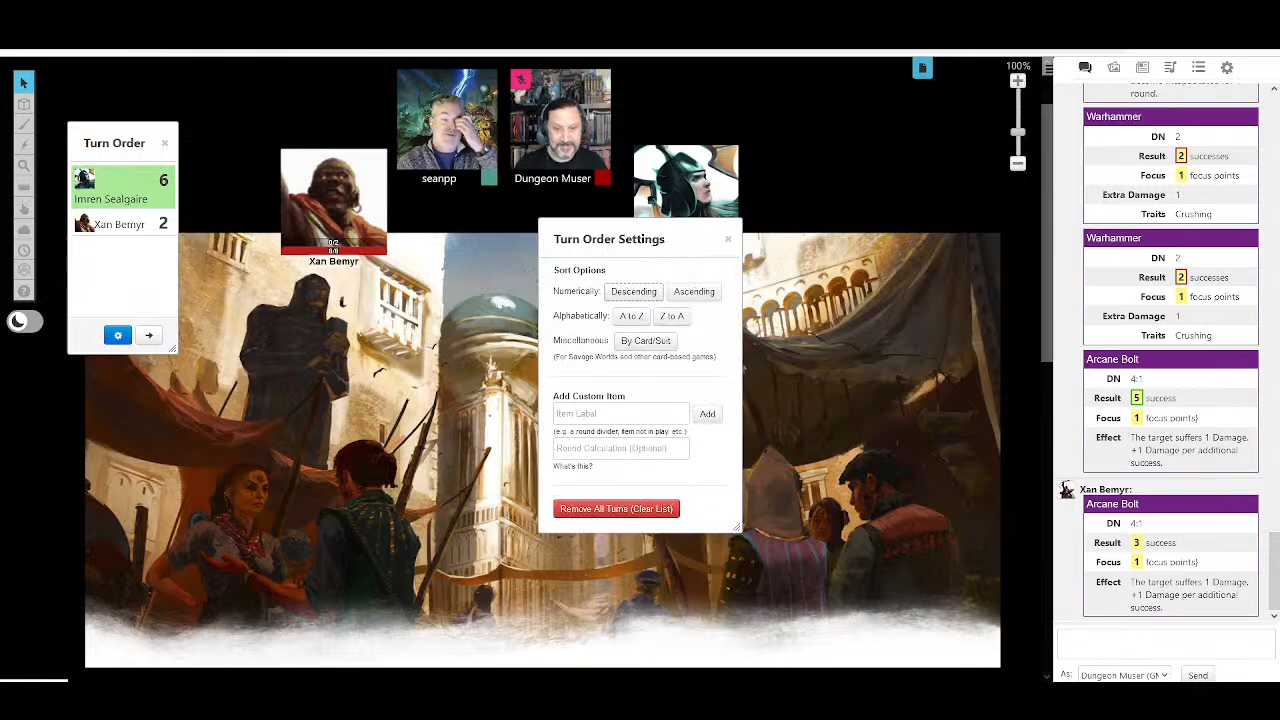 100%
Turn Order
×
6
Imren Sealgaire
Xan Bemyr
2
seanpp
Dungeon Muser
0/2
Xan Bemyr
Turn Order Settings
×
Sort Options
Numerically:
Descending
Ascending
Alphabetically:
A to Z
Z to A
Miscellaneous
By Card/Suit
(For Savage Worlds and other card-based games)
Add Custom Item
Item Label
Add
(e.g. a round divider, item not in play, etc.)
Round Calculation (Optional)
What's this?
Remove All Turns (Clear List)
round.
Warhammer
DN 2
Result 2 successes
Focus 1 focus points
Extra Damage 1
Traits Crushing
Warhammer
DN 2
Result 2 successes
Focus 1 focus points
Extra Damage 1
Traits Crushing
Arcane Bolt
DN 4:1
Result 5 success
Focus 1 focus points)
Effect The target suffers 1 Damage.
+1 Damage per additional
success.
Xan Bemyr:
Arcane Bolt
DN 4:1
Result 3 success
Focus 1 focus points)
Effect The target suffers 1 Damage.
+1 Damage per additional
success.
As: Dungeon Muser (GM
Send